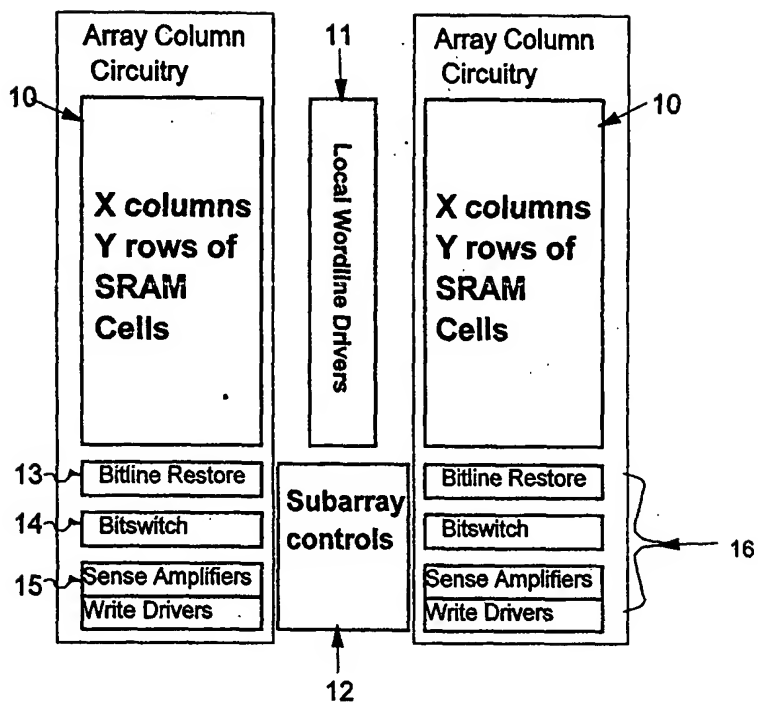 Array Column
Circuitry
10
X columns
Y rows of
SRAM
Cells
13
Bitline Restore
14
Bitswitch
15
Sense Amplifiers
Write Drivers
11
Local Wordline Drivers
Subarray
controls
12
Array Column
Circuitry
10
X columns
Y rows of
SRAM
Cells
Bitline Restore
Bitswitch
Sense Amplifiers
Write Drivers
16